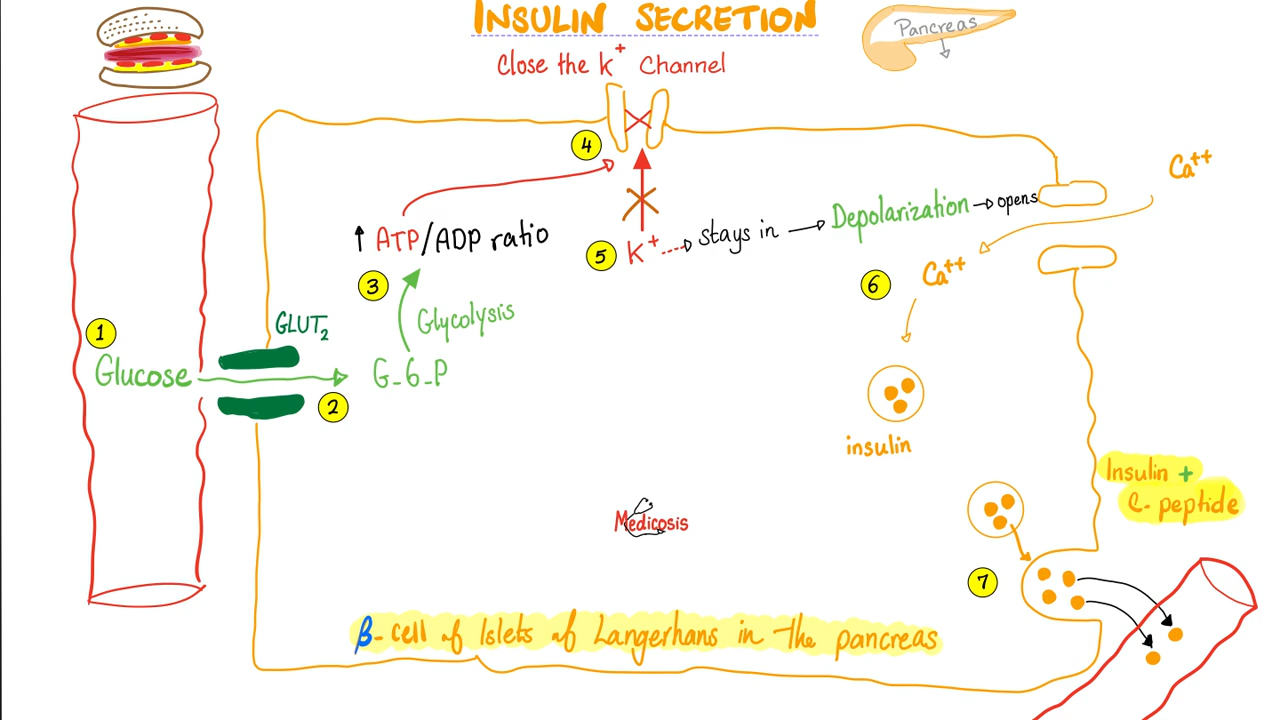 INSULIN SECRETION
Pancreas
Close the K+ Channel
4
Ca++
↑ ATP/ADP ratio
5
K+ stays in → Depolarization → opens
3
6
Ca++
Glycolysis
GLUT2
1
Glucose
2
G-6-P
insulin
Insulin +
C-peptide
Medicosis
7
β-cell of Islets of Langerhans in the pancreas